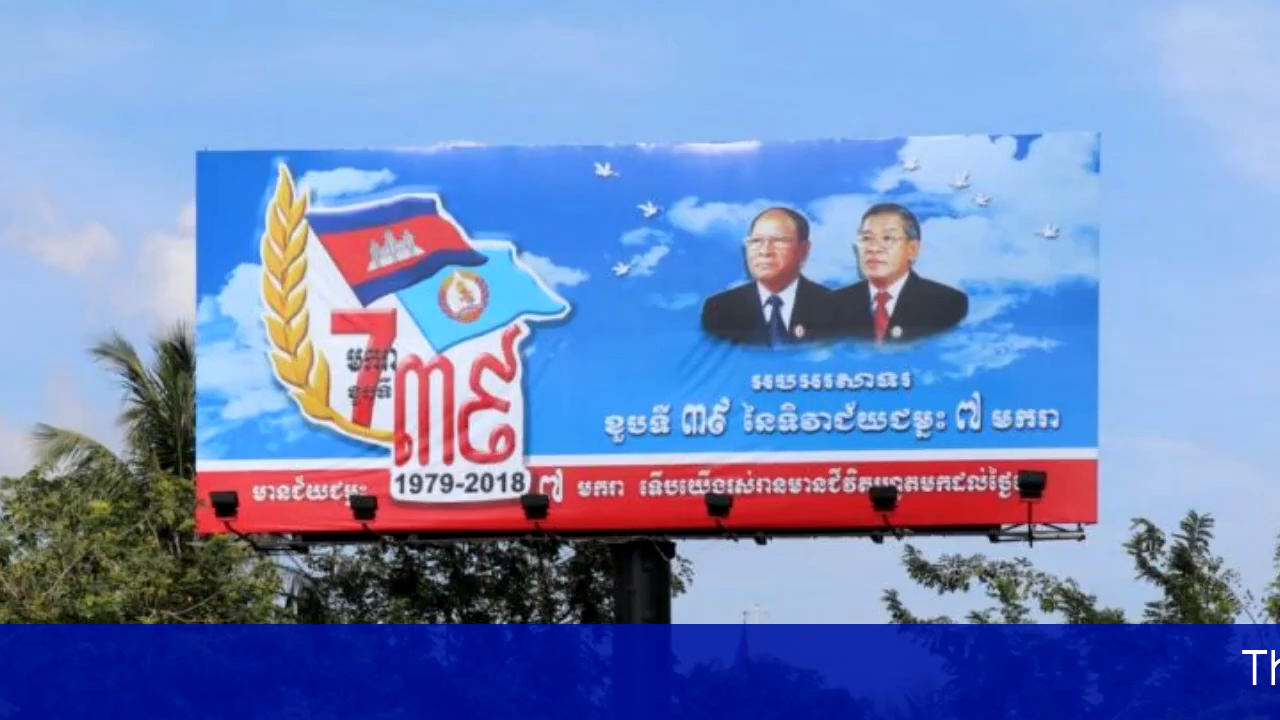 7
មករា
ខួបទី
៣៩
1979-2018
អបអរសាទរ
ខួបទី ៣៩ នៃទិវាជ័យជម្នះ ៧ មករា
មានជ័យជម្នះ ៧ មករា ទើបយើងរស់រានមានជីវិតរហូតមកដល់ថ្ងៃ
Th